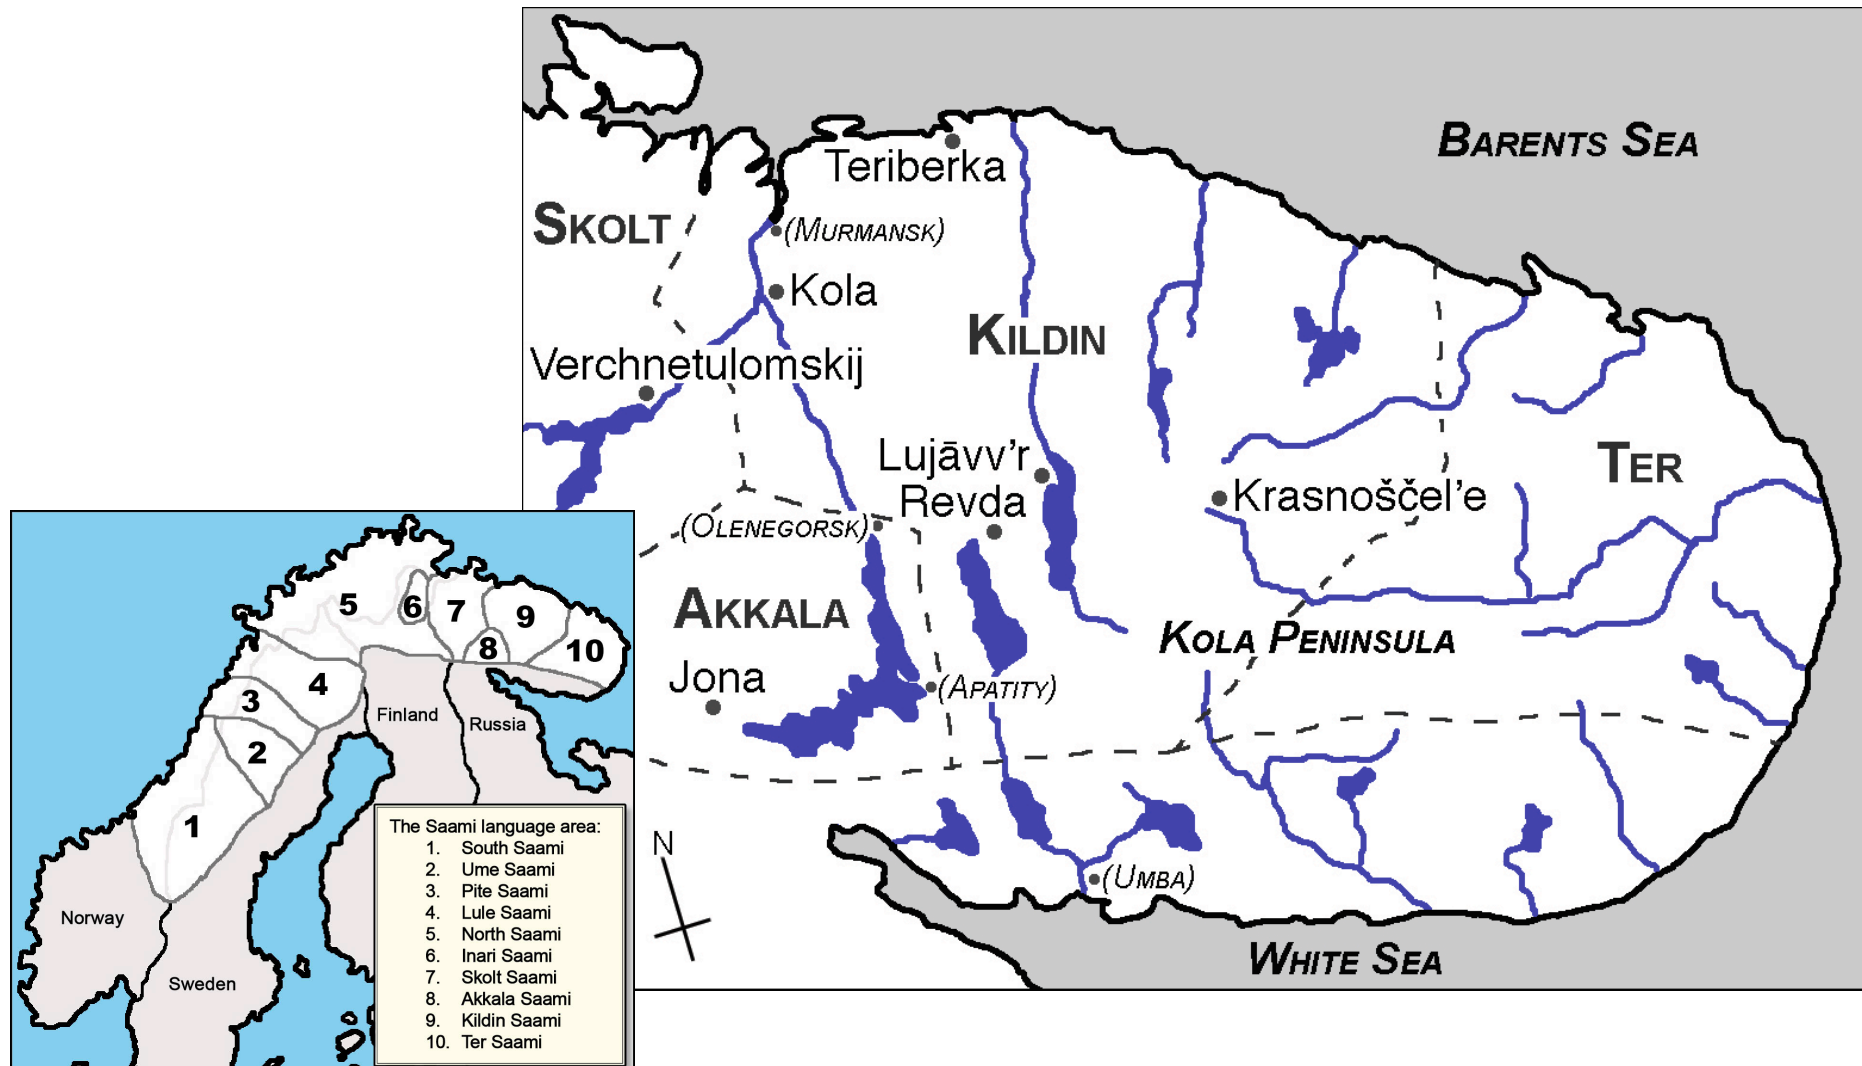 BARENTS SEA
Teriberka
SKOLT
(MURMANSK)
Kola
KILDIN
Verchnetulomskij
Lujāvv’r
TER
Revda
Krasnoščel’e
(OLENEGORSK)
AKKALA
KOLA PENINSULA
Jona
(APATITY)
N
(UMBA)
WHITE SEA
5
6
7
9
8
10
4
3
Finland
Russia
2
1
Norway
Sweden
The Saami language area:
1. South Saami
2. Ume Saami
3. Pite Saami
4. Lule Saami
5. North Saami
6. Inari Saami
7. Skolt Saami
8. Akkala Saami
9. Kildin Saami
10. Ter Saami